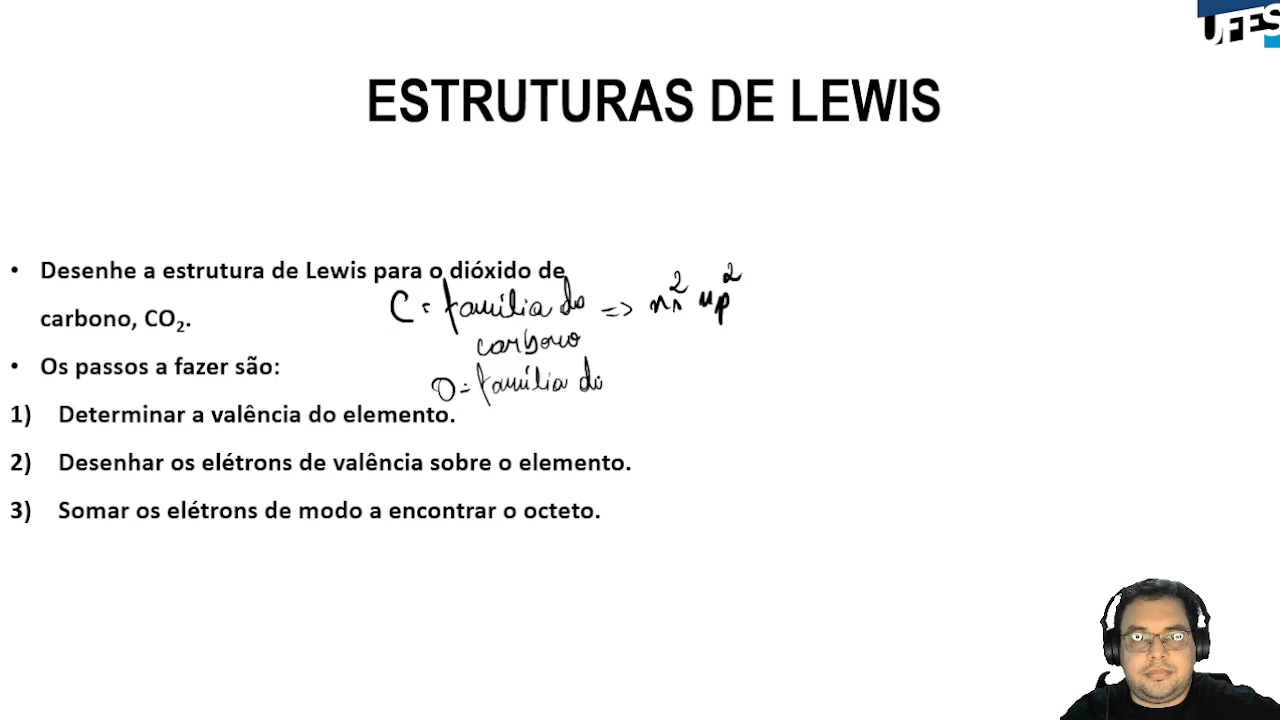 UFES
ESTRUTURAS DE LEWIS
• Desenhe a estrutura de Lewis para o dióxido de
carbono, CO₂.
C = família do => ns² np²
carbono
• Os passos a fazer são:
O = família do
1) Determinar a valência do elemento.
2) Desenhar os elétrons de valência sobre o elemento.
3) Somar os elétrons de modo a encontrar o octeto.